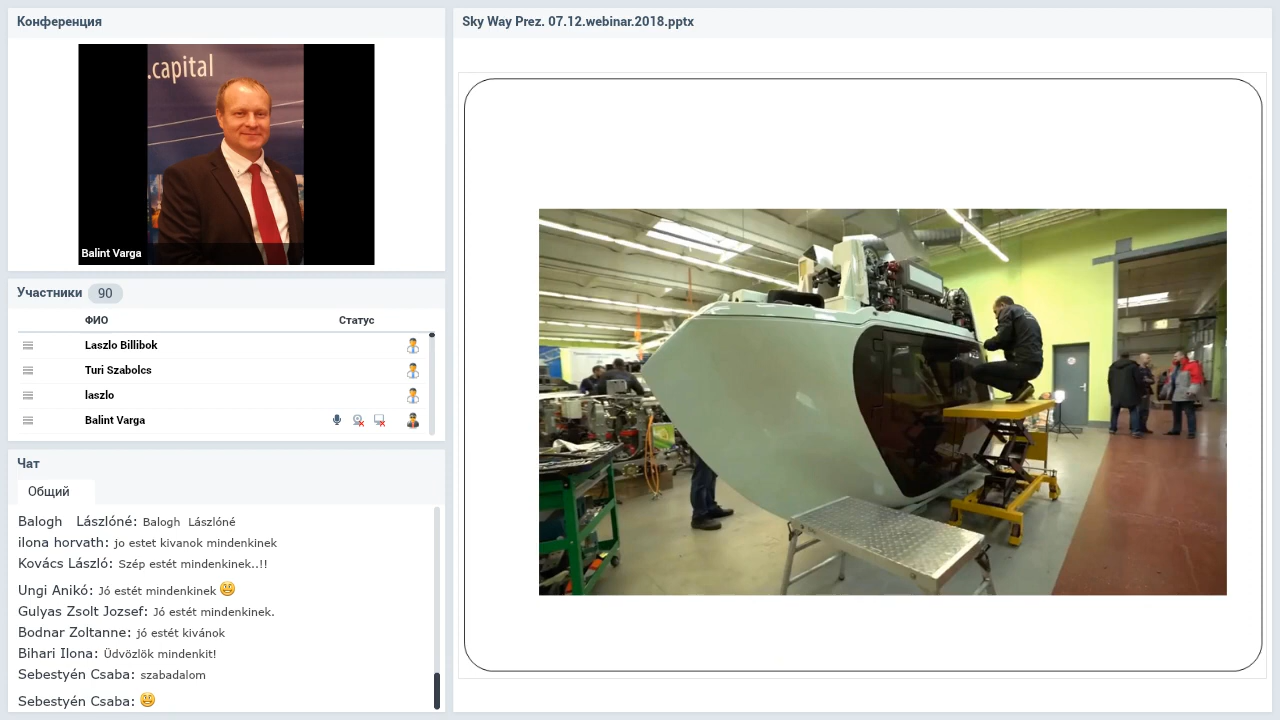 Конференция
.capital
Balint Varga
Участники 90
ФИО Статус
Laszlo Billibok
Turi Szabolcs
laszlo
Balint Varga
Чат
Общий
Balogh Lászlóné: Balogh Lászlóné
ilona horvath: jo estet kivanok mindenkinek
Kovács László: Szép estét mindenkinek..!!
Ungi Anikó: Jó estét mindenkinek
Gulyas Zsolt Jozsef: Jó estét mindenkinek.
Bodnar Zoltanne: jó estét kivánok
Bihari Ilona: Üdvözlök mindenkit!
Sebestyén Csaba: szabadalom
Sebestyén Csaba:
Sky Way Prez. 07.12.webinar.2018.pptx